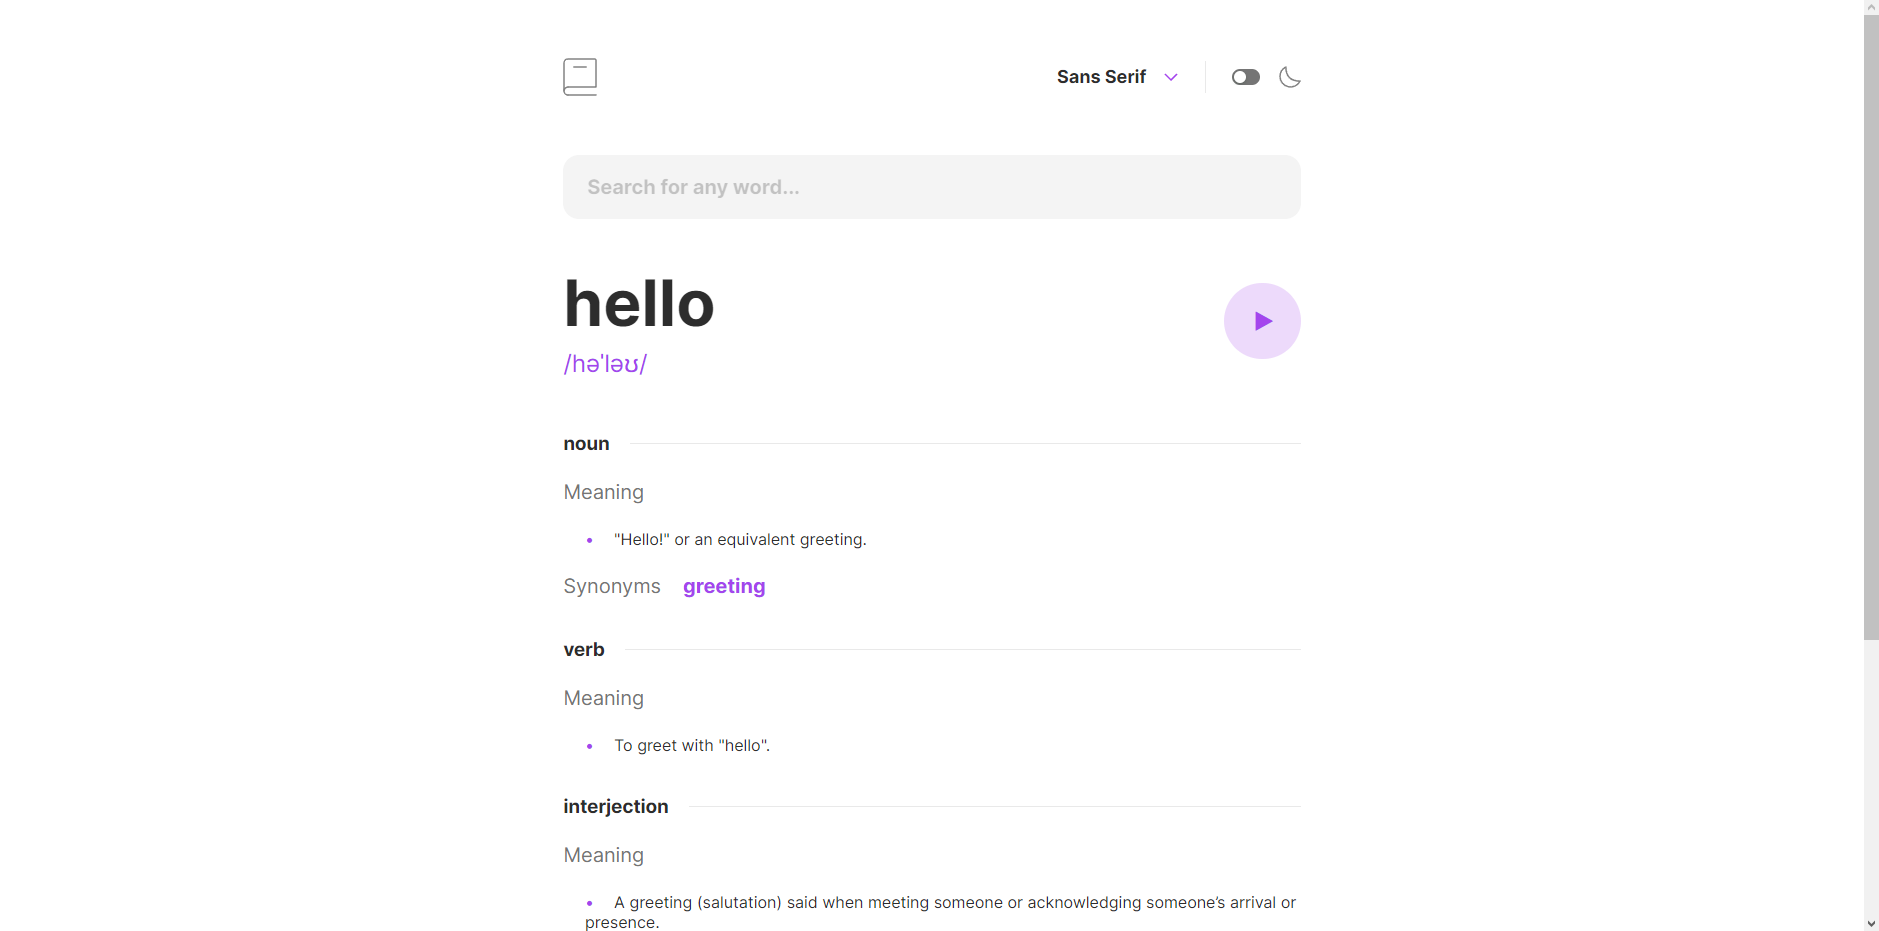 Sans Serif
Search for any word...
hello
/həˈləʊ/
noun
Meaning
• "Hello!" or an equivalent greeting.
Synonyms greeting
verb
Meaning
• To greet with "hello".
interjection
Meaning
• A greeting (salutation) said when meeting someone or acknowledging someone’s arrival or
presence.